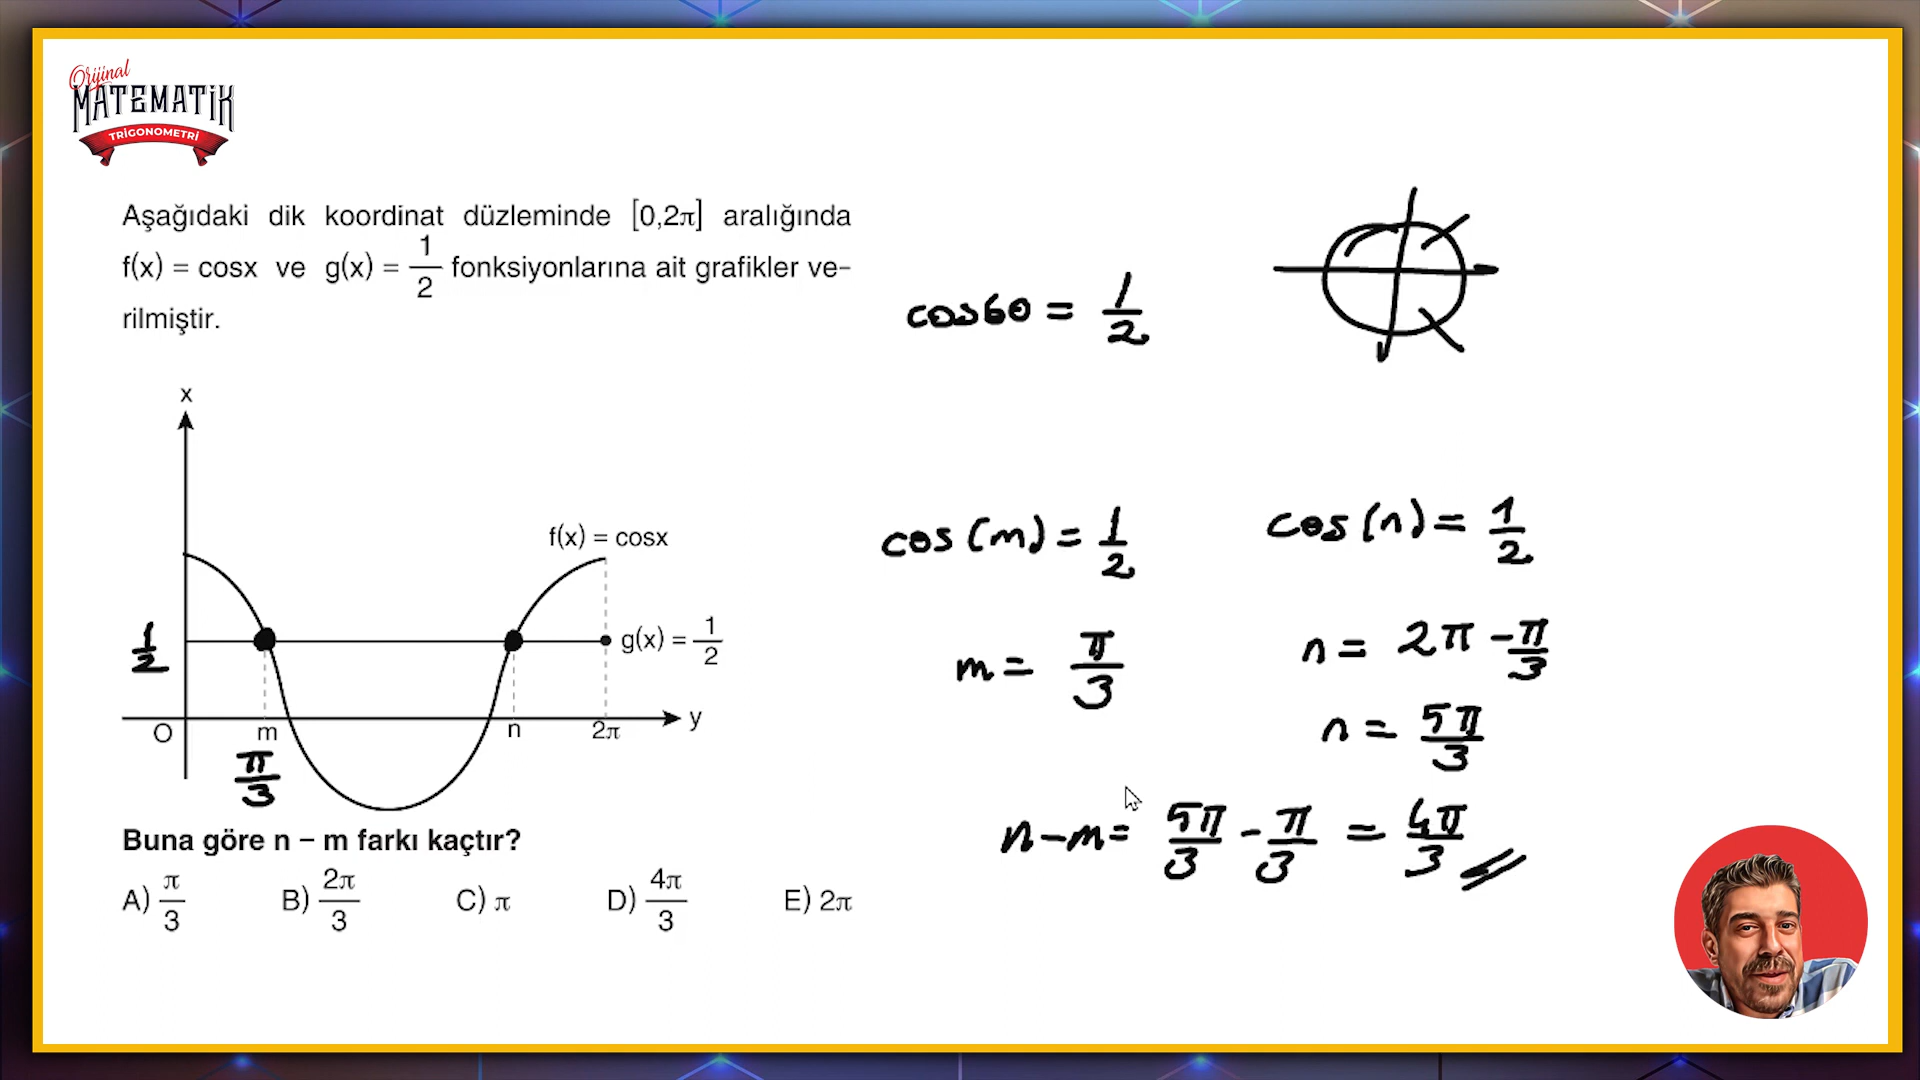 Orijinal
MATEMATİK
TRİGONOMETRİ
Aşağıdaki dik koordinat düzleminde [0,2π] aralığında
f(x) = cosx ve g(x) = 1/2 fonksiyonlarına ait grafikler ve-
rilmiştir.
x
f(x) = cosx
1/2
g(x) = 1/2
O m n 2π y
π/3
Buna göre n – m farkı kaçtır?
A) π/3 B) 2π/3 C) π D) 4π/3 E) 2π
cos60 = 1/2
cos(m) = 1/2
m = π/3
cos(n) = 1/2
n = 2π - π/3
n = 5π/3
n-m = 5π/3 - π/3 = 4π/3